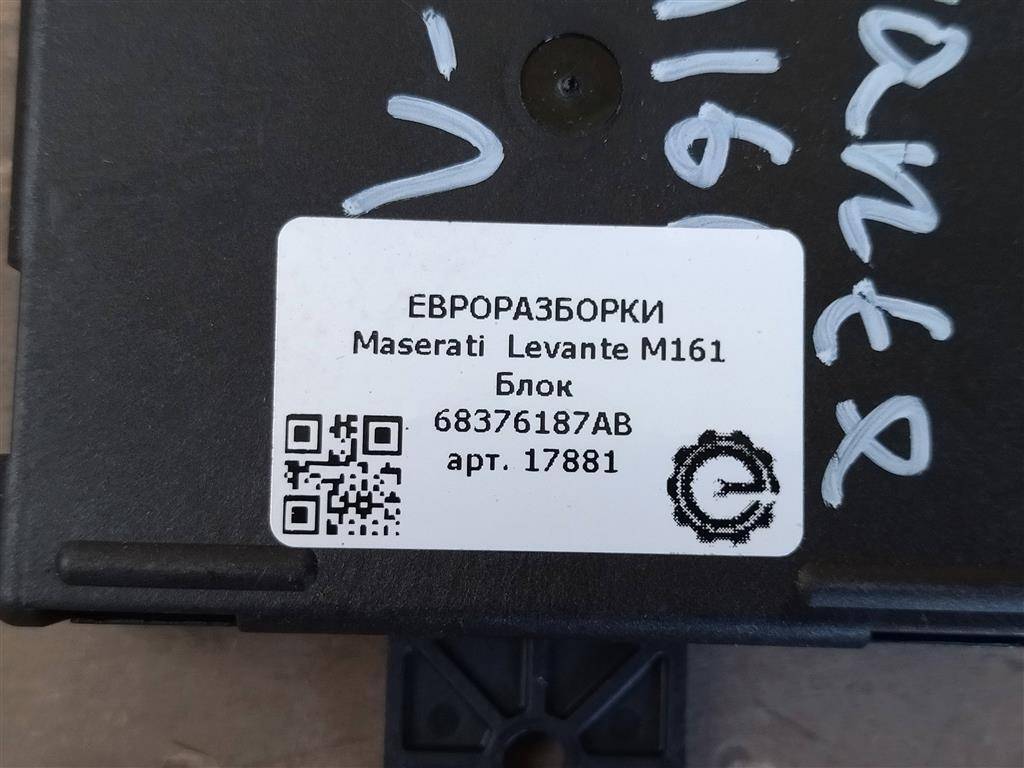 ЕВРОРАЗБОРКИ
Maserati Levante M161
Блок
68376187AB
арт. 17881